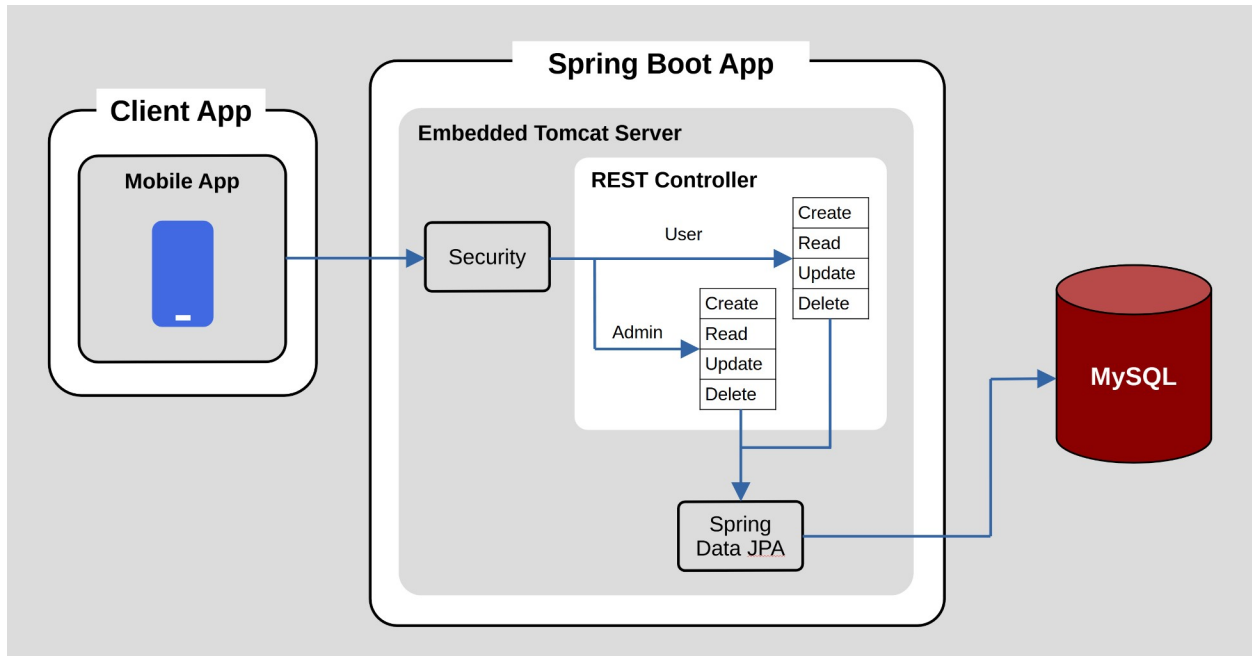 Spring Boot App
Client App
Embedded Tomcat Server
Mobile App
REST Controller
Create
Read
Update
Delete
User
Security
Admin
Create
Read
Update
Delete
MySQL
Spring
Data JPA